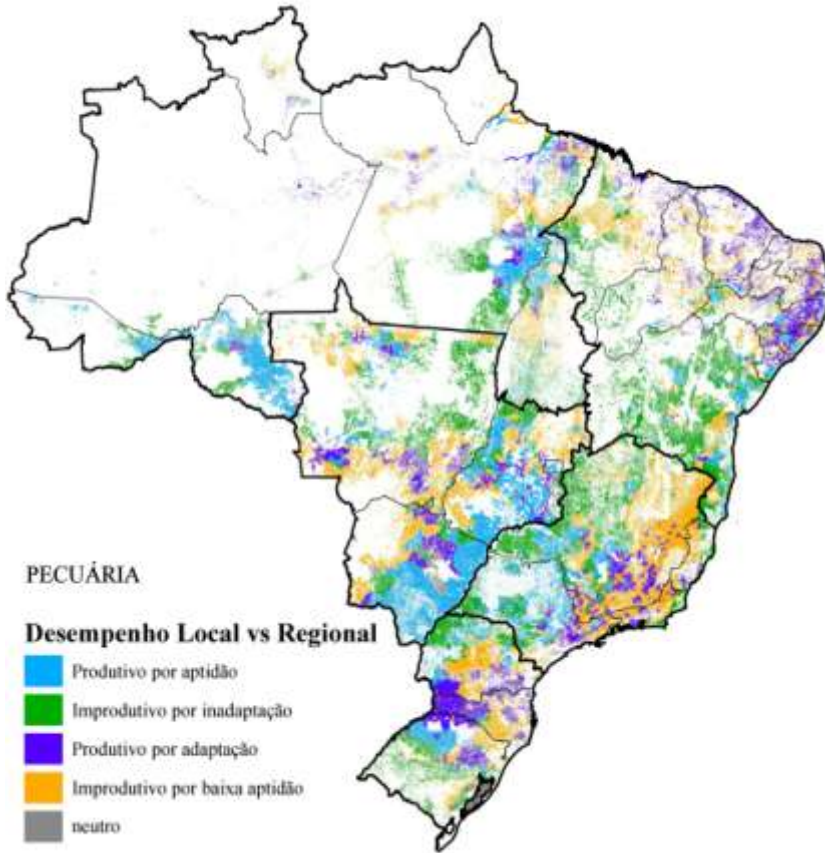 PECUÁRIA
Desempenho Local vs Regional
Produtivo por aptidão
Improdutivo por inadaptação
Produtivo por adaptação
Improdutivo por baixa aptidão
neutro